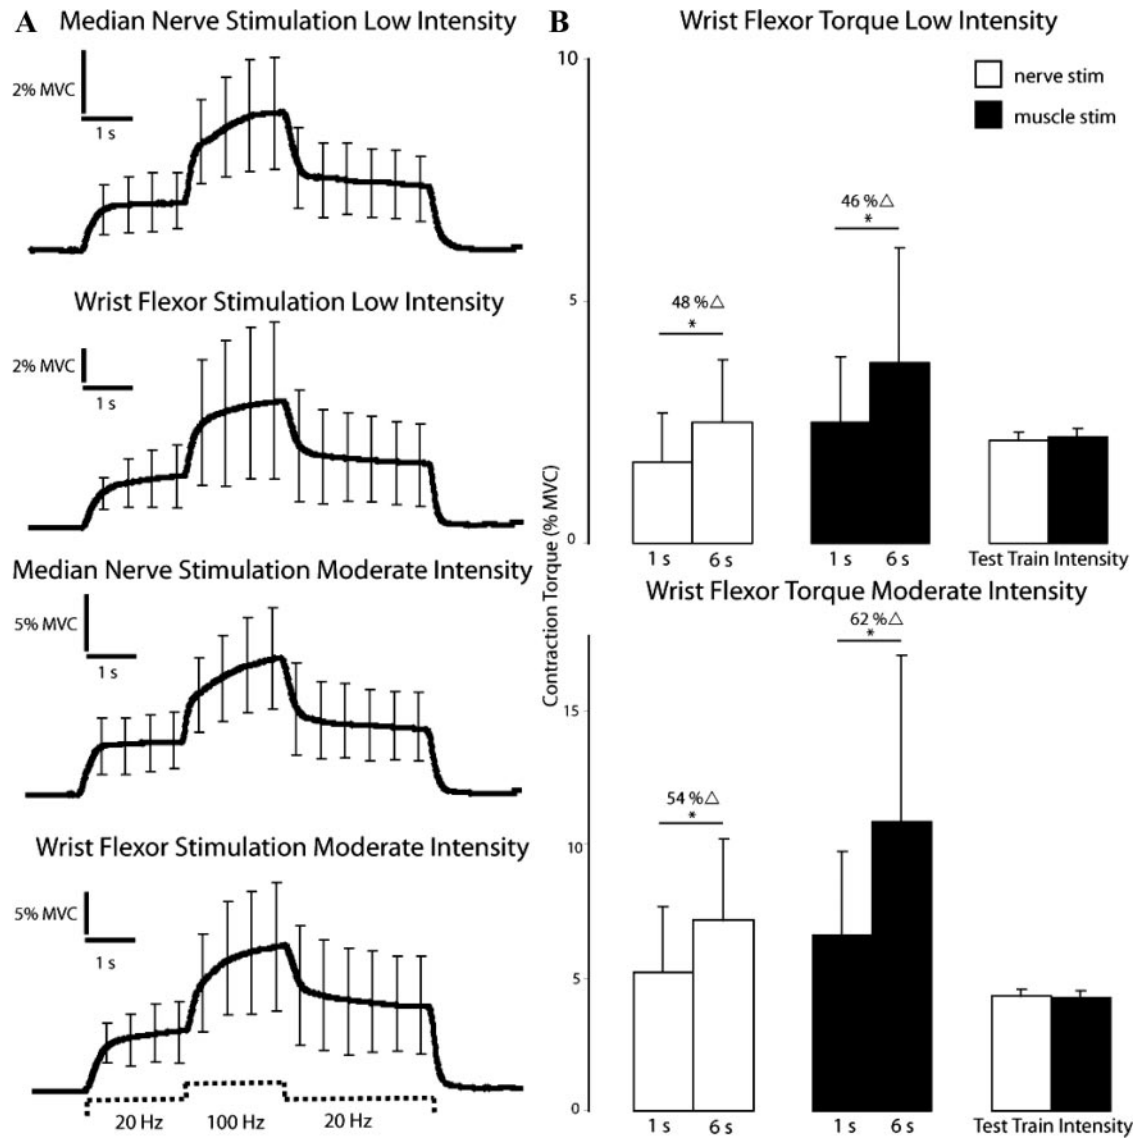 A
Median Nerve Stimulation Low Intensity
2% MVC
1 s
Wrist Flexor Stimulation Low Intensity
2% MVC
1 s
Median Nerve Stimulation Moderate Intensity
5% MVC
1 s
Wrist Flexor Stimulation Moderate Intensity
5% MVC
1 s
20 Hz 100 Hz 20 Hz
B
Wrist Flexor Torque Low Intensity
nerve stim
muscle stim
Contraction Torque (% MVC)
10
5
0
48 %△
*
46 %△
*
1 s 6 s 1 s 6 s Test Train Intensity
Wrist Flexor Torque Moderate Intensity
15
10
5
0
54 %△
*
62 %△
*
1 s 6 s 1 s 6 s Test Train Intensity